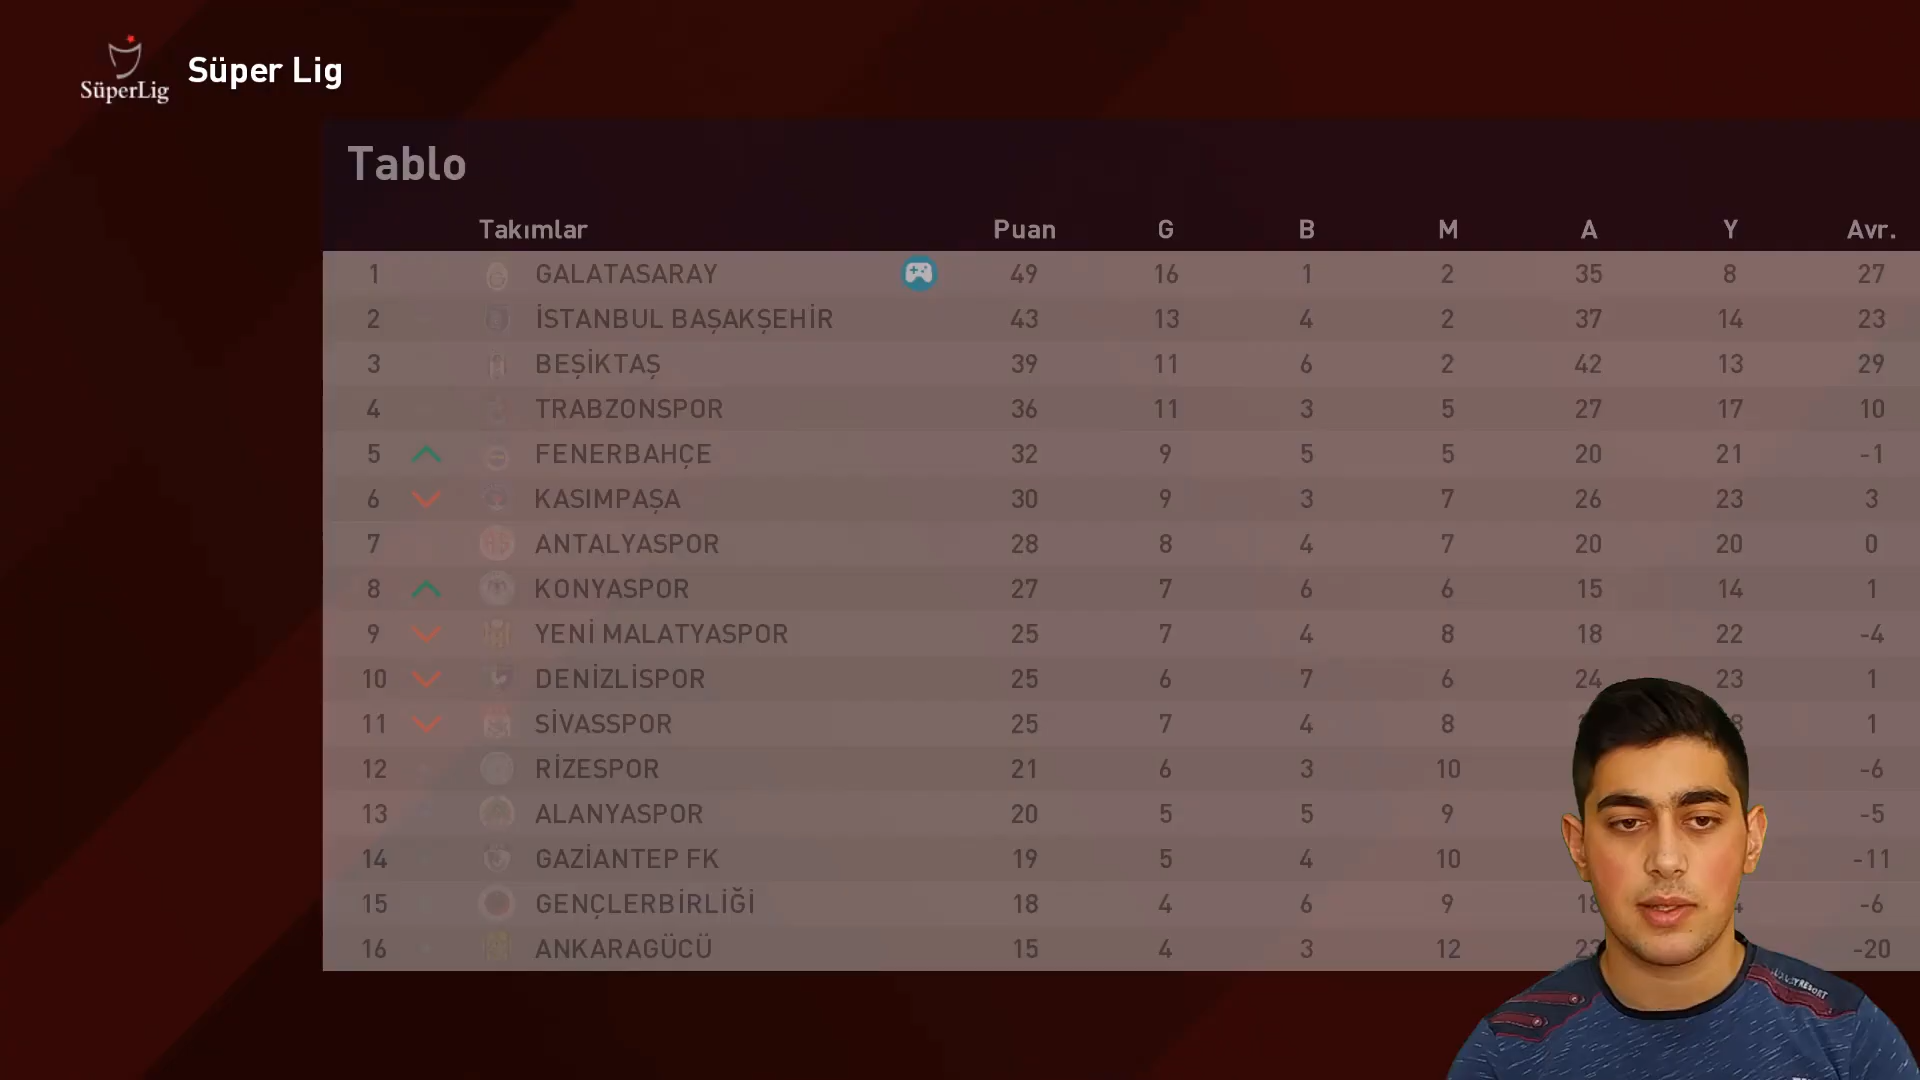 SüperLig Süper Lig
Tablo
Takımlar Puan G B M A Y Avr.
1 GALATASARAY 49 16 1 2 35 8 27
2 İSTANBUL BAŞAKŞEHİR 43 13 4 2 37 14 23
3 BEŞİKTAŞ 39 11 6 2 42 13 29
4 TRABZONSPOR 36 11 3 5 27 17 10
5 FENERBAHÇE 32 9 5 5 20 21 -1
6 KASIMPAŞA 30 9 3 7 26 23 3
7 ANTALYASPOR 28 8 4 7 20 20 0
8 KONYASPOR 27 7 6 6 15 14 1
9 YENİ MALATYASPOR 25 7 4 8 18 22 -4
10 DENİZLİSPOR 25 6 7 6 24 23 1
11 SİVASSPOR 25 7 4 8 1
12 RİZESPOR 21 6 3 10 -6
13 ALANYASPOR 20 5 5 9 -5
14 GAZİANTEP FK 19 5 4 10 -11
15 GENÇLERBİRLİĞİ 18 4 6 9 18 -6
16 ANKARAGÜCÜ 15 4 3 12 23 -20